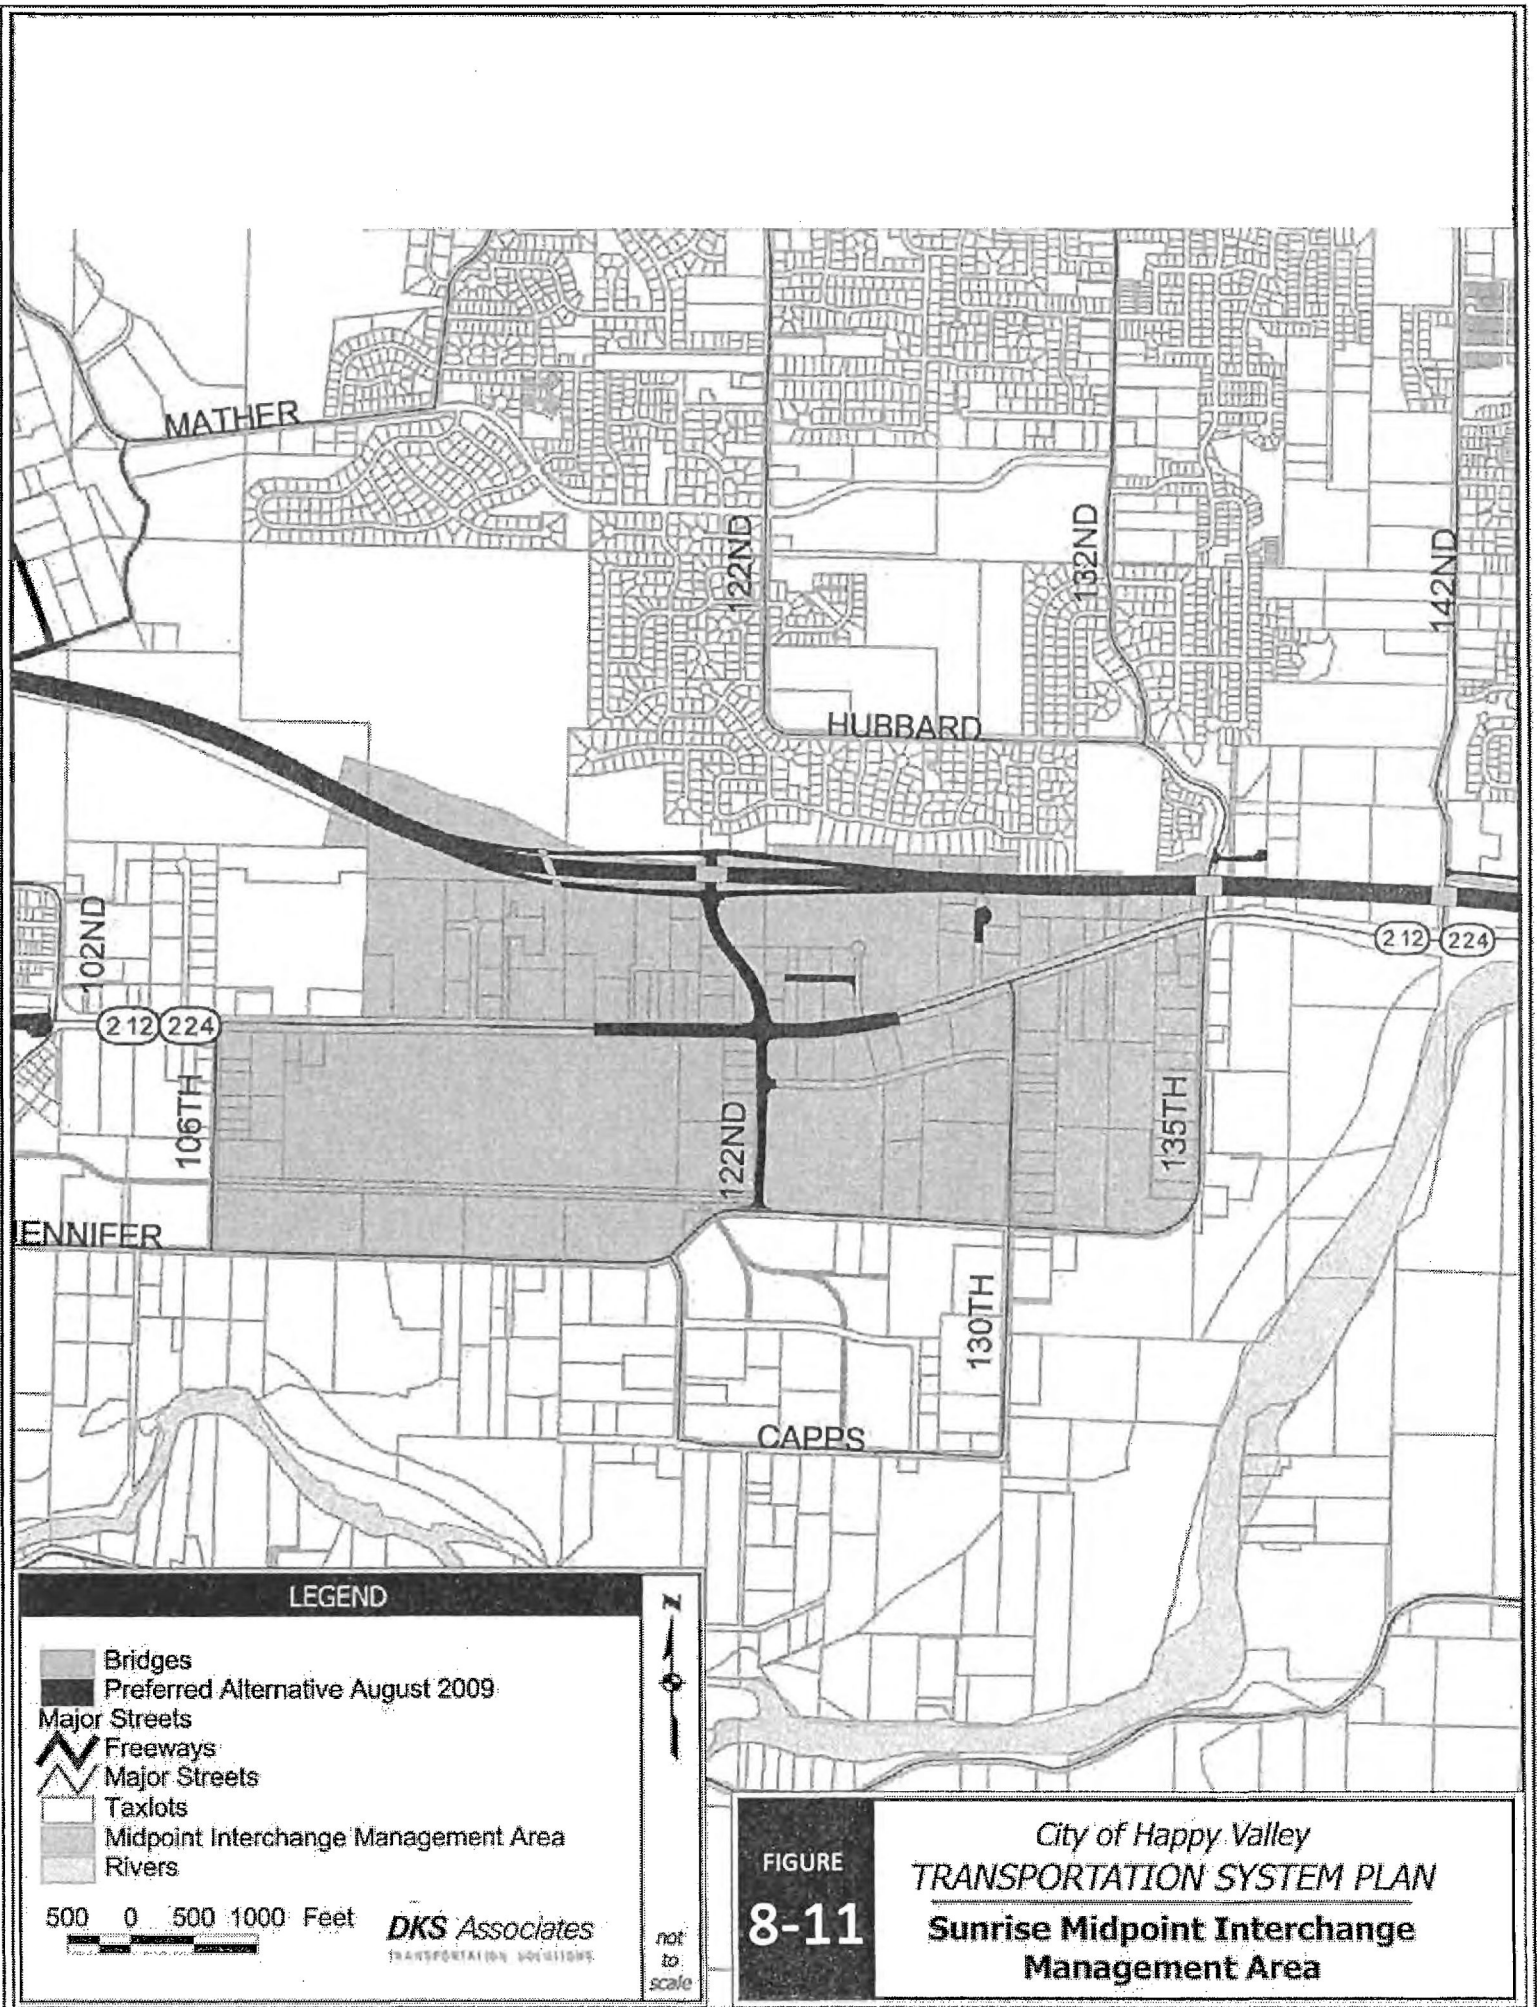 MATHER
122ND
132ND
142ND
HUBBARD
102ND
212 224
212 224
106TH
122ND
135TH
JENNIFER
130TH
CAPPS
LEGEND
Bridges
Preferred Alternative August 2009
Major Streets
Freeways
Major Streets
Taxlots
Midpoint Interchange Management Area
Rivers
500 0 500 1000 Feet
DKS Associates
TRANSPORTATION SOLUTIONS
N
not
to
scale
FIGURE
8-11
City of Happy Valley
TRANSPORTATION SYSTEM PLAN
Sunrise Midpoint Interchange
Management Area